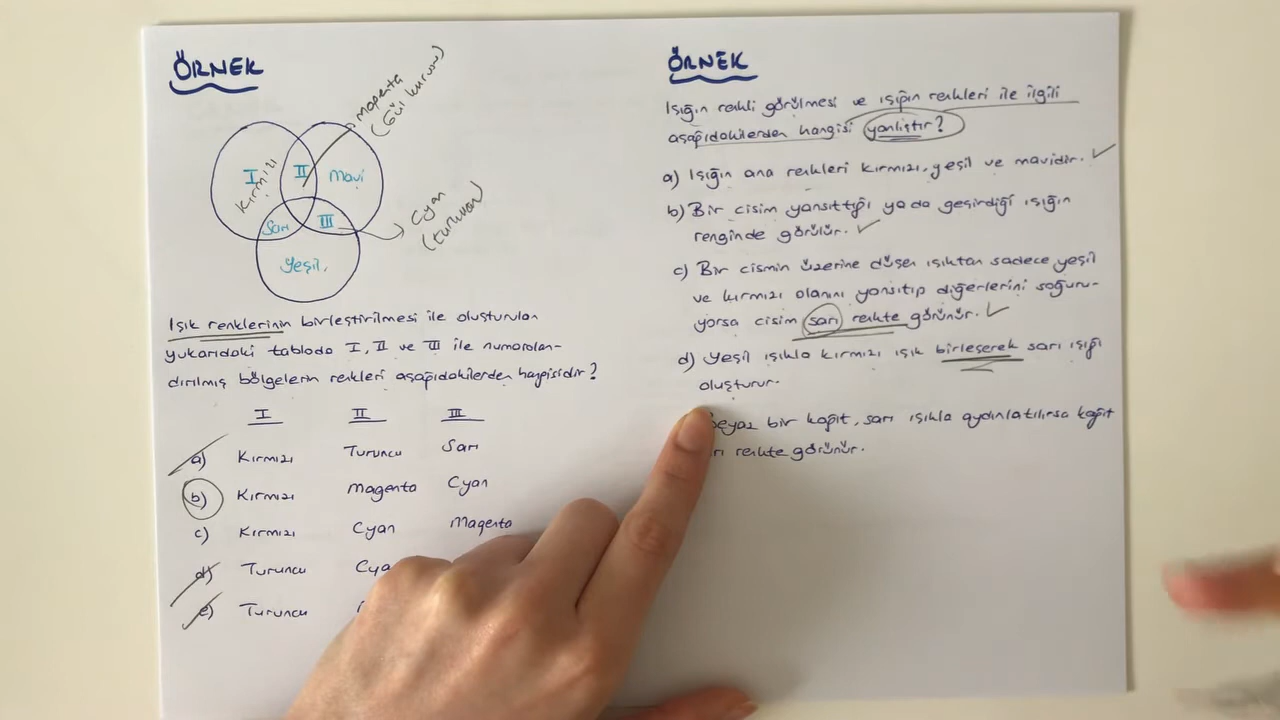 ÖRNEK
magenta
(Gül kurusu)
I
Kırmızı
II
Mavi
Sarı
III
Cyan
(turkuaz)
Yeşil
Işık renklerinin birleştirilmesi ile oluşturulan
yukarıdaki tabloda I, II ve III ile numaralan-
dırılmış bölgelerin renkleri aşağıdakilerden hangisidir?
I II III
a) Kırmızı Turuncu Sarı
b) Kırmızı Magenta Cyan
c) Kırmızı Cyan Magenta
d) Turuncu
e) Turuncu
ÖRNEK
Işığın renkli görülmesi ve ışığın renkleri ile ilgili
aşağıdakilerden hangisi yanlıştır?
a) Işığın ana renkleri kırmızı, yeşil ve mavidir.
b) Bir cisim yansıttığı ya da geçirdiği ışığın
renginde görülür.
c) Bir cismin üzerine düşen ışıktan sadece yeşil
ve kırmızı olanını yansıtıp diğerlerini soğuru-
yorsa cisim sarı renkte görünür.
d) Yeşil ışıkla kırmızı ışık birleşerek sarı ışığı
oluşturur.
beyaz bir kağıt, sarı ışıkla aydınlatılırsa kağıt
renkte görünür.